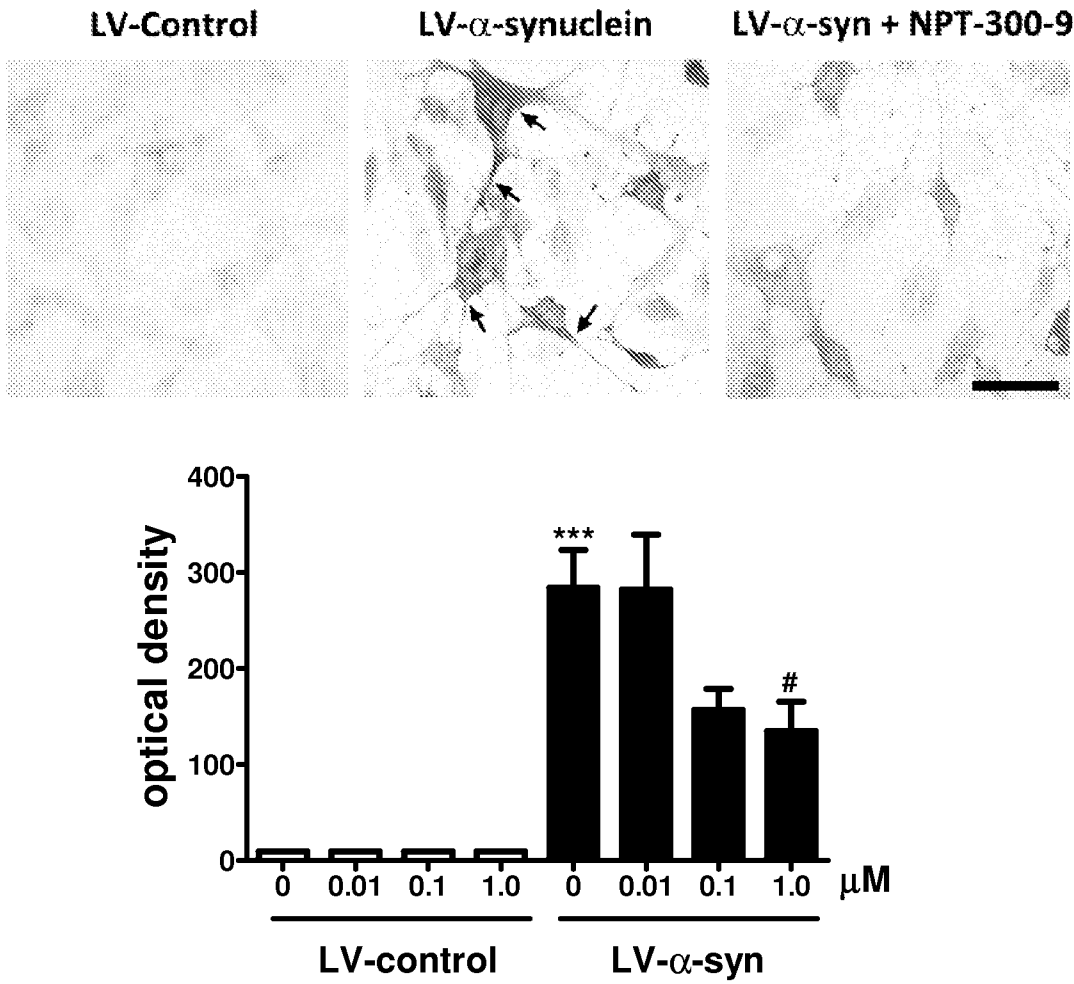 LV-Control LV-α-synuclein LV-α-syn + NPT-300-9
400
300
200
100
0
optical density
***
#
0 0.01 0.1 1.0 0 0.01 0.1 1.0 μM
LV-control LV-α-syn